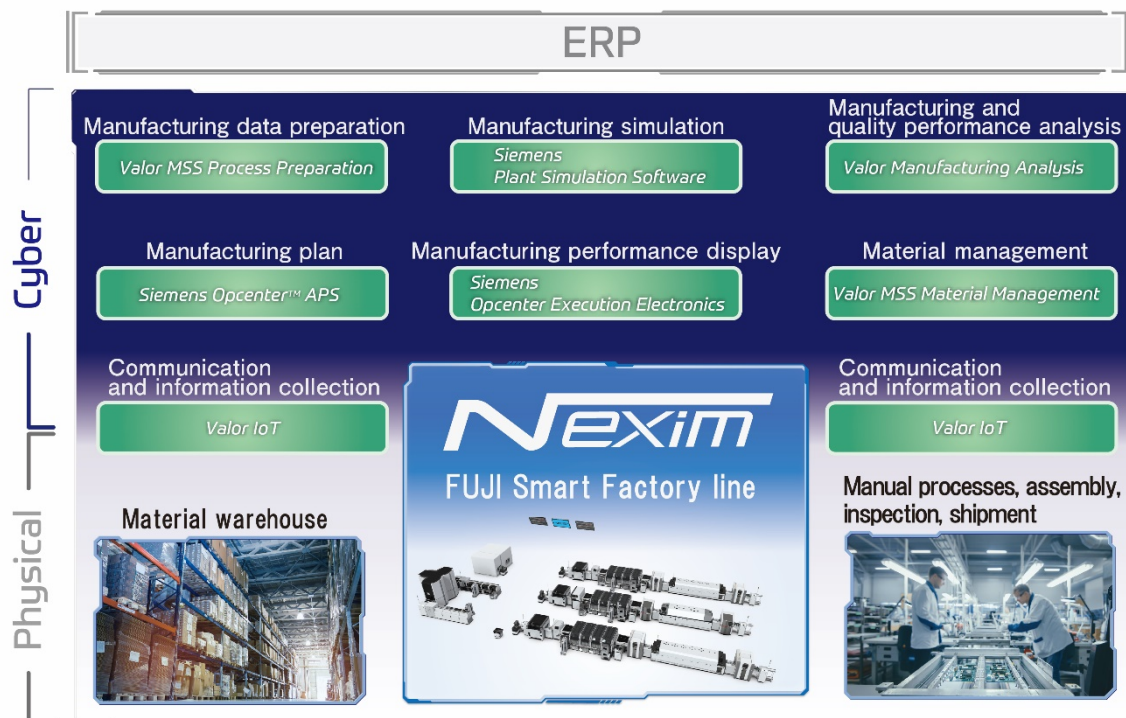 ERP
Cyber
Physical
Manufacturing data preparation
Valor MSS Process Preparation
Manufacturing simulation
Siemens
Plant Simulation Software
Manufacturing and
quality performance analysis
Valor Manufacturing Analysis
Manufacturing plan
Siemens Opcenter™ APS
Manufacturing performance display
Siemens
Opcenter Execution Electronics
Material management
Valor MSS Material Management
Communication
and information collection
Valor IoT
Nexim
FUJI Smart Factory line
Communication
and information collection
Valor IoT
Material warehouse
Manual processes, assembly,
inspection, shipment